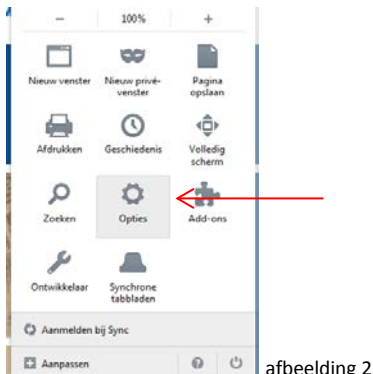 − 100% +
Nieuw venster Nieuw privé- Pagina
venster opslaan
Afdrukken Geschiedenis Volledig
scherm
Zoeken Opties Add-ons
Ontwikkelaar Synchrone
tabbladen
Aanmelden bij Sync
Aanpassen
afbeelding 2